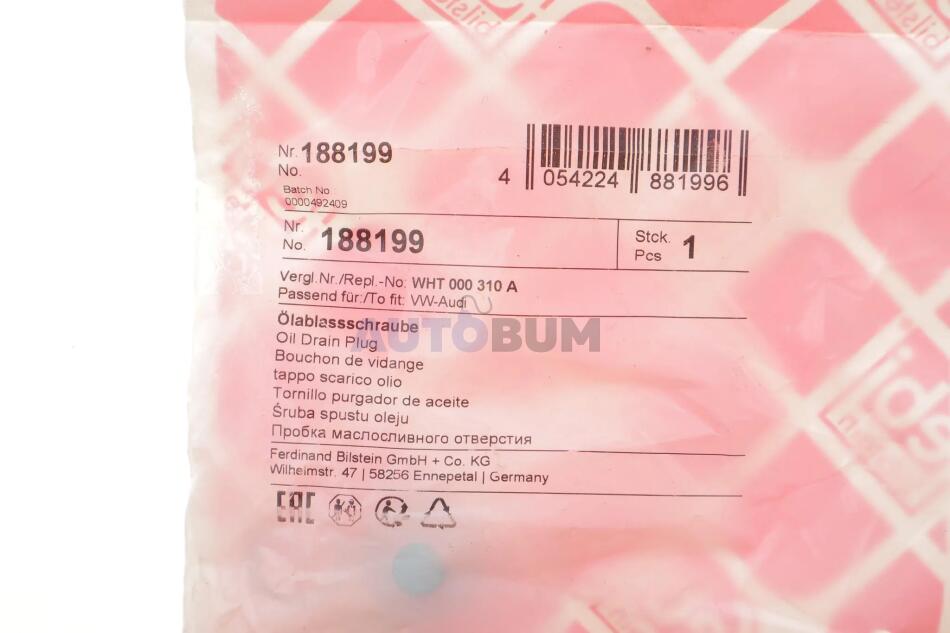 Nr. 188199
No.
Batch No
0000492409
4 054224 881996
Nr. 188199
No.
Stck. 1
Pcs
Vergl.Nr./Repl.-No: WHT 000 310 A
Passend für:/To fit: VW-Audi
Ölablassschraube
AUTOBUM
Oil Drain Plug
Bouchon de vidange
tappo scarico olio
Tornillo purgador de aceite
Śruba spustu oleju
Пробка маслосливного отверстия
Ferdinand Bilstein GmbH + Co. KG
Wilhelmstr. 47 | 58256 Ennepetal | Germany
EAC